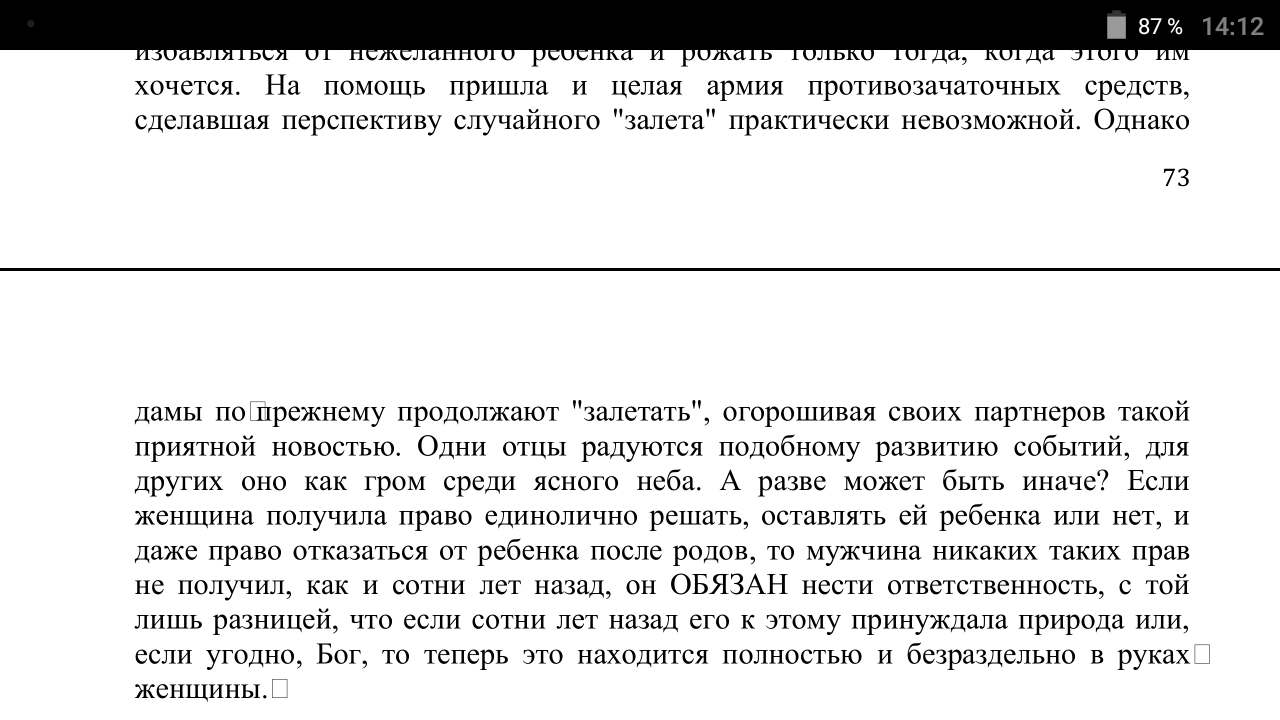 87 % 14:12
избавляться от нежеланного ребенка и рожать только тогда, когда этого им
хочется. На помощь пришла и целая армия противозачаточных средств,
сделавшая перспективу случайного "залета" практически невозможной. Однако
73
дамы по прежнему продолжают "залетать", огорошивая своих партнеров такой
приятной новостью. Одни отцы радуются подобному развитию событий, для
других оно как гром среди ясного неба. А разве может быть иначе? Если
женщина получила право единолично решать, оставлять ей ребенка или нет, и
даже право отказаться от ребенка после родов, то мужчина никаких таких прав
не получил, как и сотни лет назад, он ОБЯЗАН нести ответственность, с той
лишь разницей, что если сотни лет назад его к этому принуждала природа или,
если угодно, Бог, то теперь это находится полностью и безраздельно в руках
женщины.